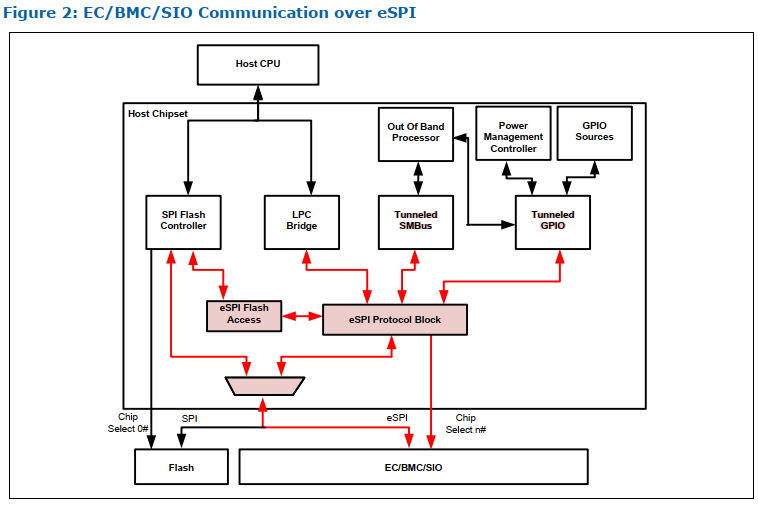 Figure 2: EC/BMC/SIO Communication over eSPI
Host CPU
Host Chipset
Out Of Band
Processor
Power
Management
Controller
GPIO
Sources
SPI Flash
Controller
LPC
Bridge
Tunneled
SMBus
Tunneled
GPIO
eSPI Flash
Access
eSPI Protocol Block
Chip
Select 0#
SPI
eSPI
Chip
Select n#
Flash
EC/BMC/SIO